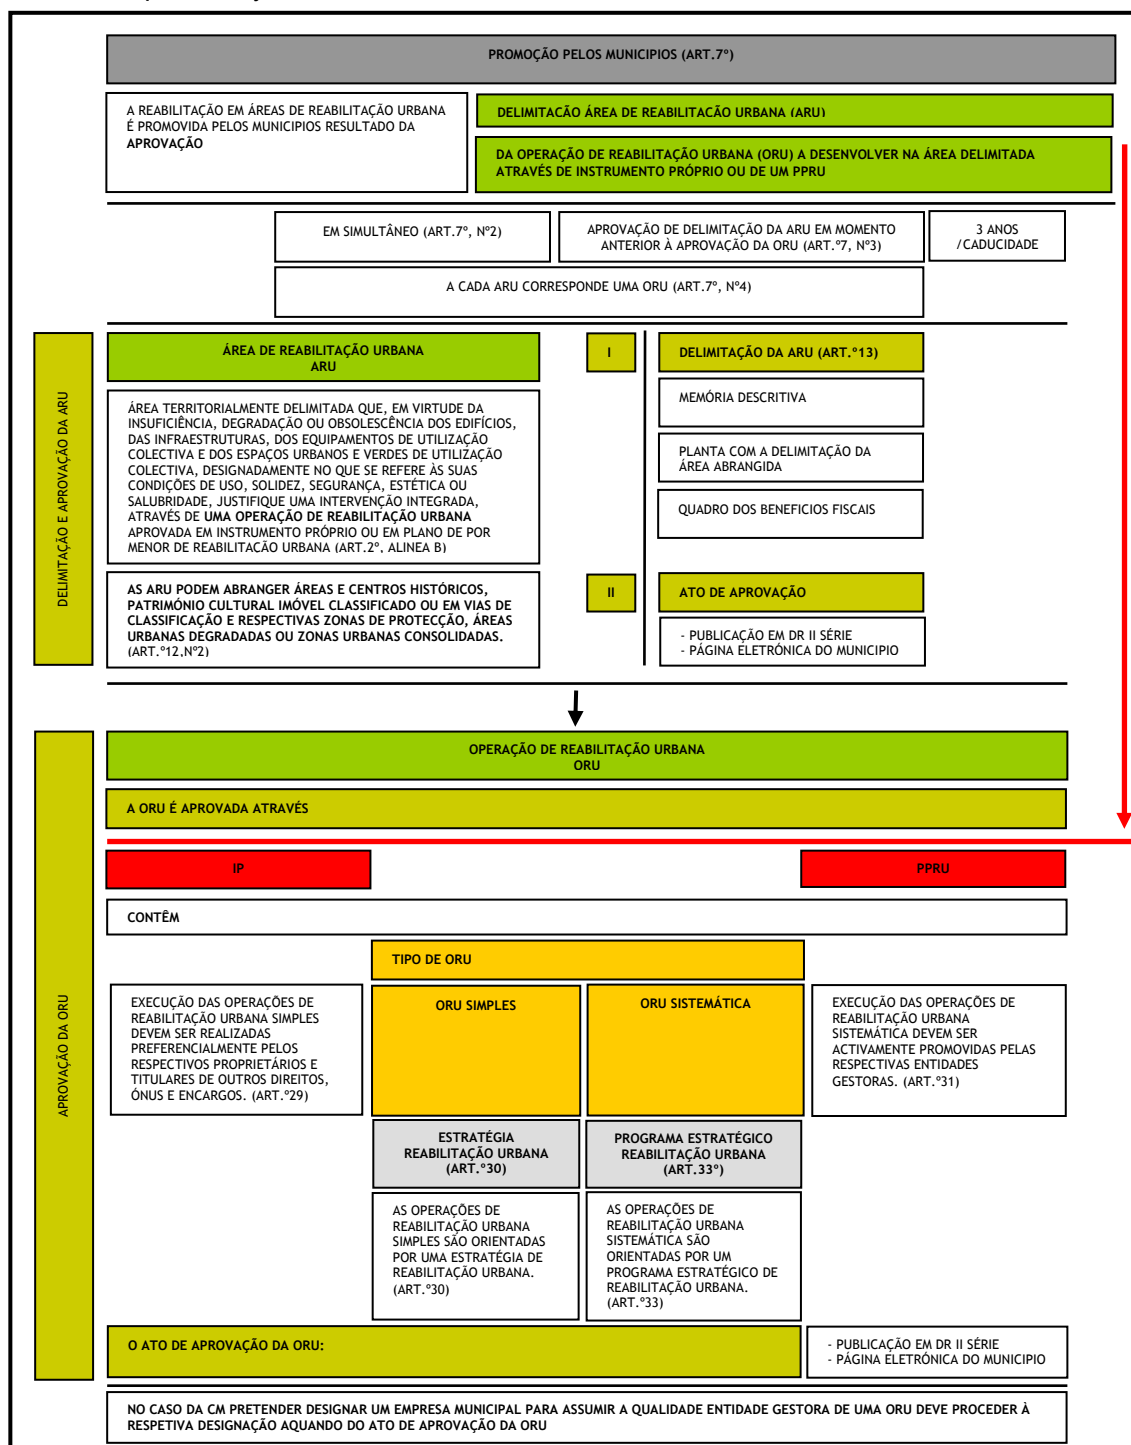 PROMOÇÃO PELOS MUNICIPIOS (ART.7º)
A REABILITAÇÃO EM ÁREAS DE REABILITAÇÃO URBANA
É PROMOVIDA PELOS MUNICIPIOS RESULTADO DA
APROVAÇÃO
DELIMITAÇÃO ÁREA DE REABILITAÇÃO URBANA (ARU)
DA OPERAÇÃO DE REABILITAÇÃO URBANA (ORU) A DESENVOLVER NA ÁREA DELIMITADA
ATRAVÉS DE INSTRUMENTO PRÓPRIO OU DE UM PPRU
EM SIMULTÂNEO (ART.7º, Nº2)
APROVAÇÃO DE DELIMITAÇÃO DA ARU EM MOMENTO
ANTERIOR À APROVAÇÃO DA ORU (ART.º7, Nº3)
3 ANOS
/CADUCIDADE
A CADA ARU CORRESPONDE UMA ORU (ART.7º, Nº4)
DELIMITAÇÃO E APROVAÇÃO DA ARU
ÁREA DE REABILITAÇÃO URBANA
ARU
ÁREA TERRITORIALMENTE DELIMITADA QUE, EM VIRTUDE DA
INSUFICIÊNCIA, DEGRADAÇÃO OU OBSOLESCÊNCIA DOS EDIFÍCIOS,
DAS INFRAESTRUTURAS, DOS EQUIPAMENTOS DE UTILIZAÇÃO
COLECTIVA E DOS ESPAÇOS URBANOS E VERDES DE UTILIZAÇÃO
COLECTIVA, DESIGNADAMENTE NO QUE SE REFERE ÀS SUAS
CONDIÇÕES DE USO, SOLIDEZ, SEGURANÇA, ESTÉTICA OU
SALUBRIDADE, JUSTIFIQUE UMA INTERVENÇÃO INTEGRADA,
ATRAVÉS DE UMA OPERAÇÃO DE REABILITAÇÃO URBANA
APROVADA EM INSTRUMENTO PRÓPRIO OU EM PLANO DE POR
MENOR DE REABILITAÇÃO URBANA (ART.2º, ALINEA B)
AS ARU PODEM ABRANGER ÁREAS E CENTROS HISTÓRICOS,
PATRIMÓNIO CULTURAL IMÓVEL CLASSIFICADO OU EM VIAS DE
CLASSIFICAÇÃO E RESPECTIVAS ZONAS DE PROTECÇÃO, ÁREAS
URBANAS DEGRADADAS OU ZONAS URBANAS CONSOLIDADAS.
(ART.º12,Nº2)
I
DELIMITAÇÃO DA ARU (ART.º13)
MEMÓRIA DESCRITIVA
PLANTA COM A DELIMITAÇÃO DA
ÁREA ABRANGIDA
QUADRO DOS BENEFICIOS FISCAIS
II
ATO DE APROVAÇÃO
- PUBLICAÇÃO EM DR II SÉRIE
- PÁGINA ELETRÓNICA DO MUNICIPIO
APROVAÇÃO DA ORU
OPERAÇÃO DE REABILITAÇÃO URBANA
ORU
A ORU É APROVADA ATRAVÉS
IP
PPRU
CONTÊM
TIPO DE ORU
EXECUÇÃO DAS OPERAÇÕES DE
REABILITAÇÃO URBANA SIMPLES
DEVEM SER REALIZADAS
PREFERENCIALMENTE PELOS
RESPECTIVOS PROPRIETÁRIOS E
TITULARES DE OUTROS DIREITOS,
ÓNUS E ENCARGOS. (ART.º29)
ORU SIMPLES
ORU SISTEMÁTICA
EXECUÇÃO DAS OPERAÇÕES DE
REABILITAÇÃO URBANA
SISTEMÁTICA DEVEM SER
ACTIVAMENTE PROMOVIDAS PELAS
RESPECTIVAS ENTIDADES
GESTORAS. (ART.º31)
ESTRATÉGIA
REABILITAÇÃO URBANA
(ART.º30)
PROGRAMA ESTRATÉGICO
REABILITAÇÃO URBANA
(ART.33º)
AS OPERAÇÕES DE
REABILITAÇÃO URBANA
SIMPLES SÃO ORIENTADAS
POR UMA ESTRATÉGIA DE
REABILITAÇÃO URBANA.
(ART.º30)
AS OPERAÇÕES DE
REABILITAÇÃO URBANA
SISTEMÁTICA SÃO
ORIENTADAS POR UM
PROGRAMA ESTRATÉGICO DE
REABILITAÇÃO URBANA.
(ART.º33)
O ATO DE APROVAÇÃO DA ORU:
- PUBLICAÇÃO EM DR II SÉRIE
- PÁGINA ELETRÓNICA DO MUNICIPIO
NO CASO DA CM PRETENDER DESIGNAR UM EMPRESA MUNICIPAL PARA ASSUMIR A QUALIDADE ENTIDADE GESTORA DE UMA ORU DEVE PROCEDER À
RESPETIVA DESIGNAÇÃO AQUANDO DO ATO DE APROVAÇÃO DA ORU